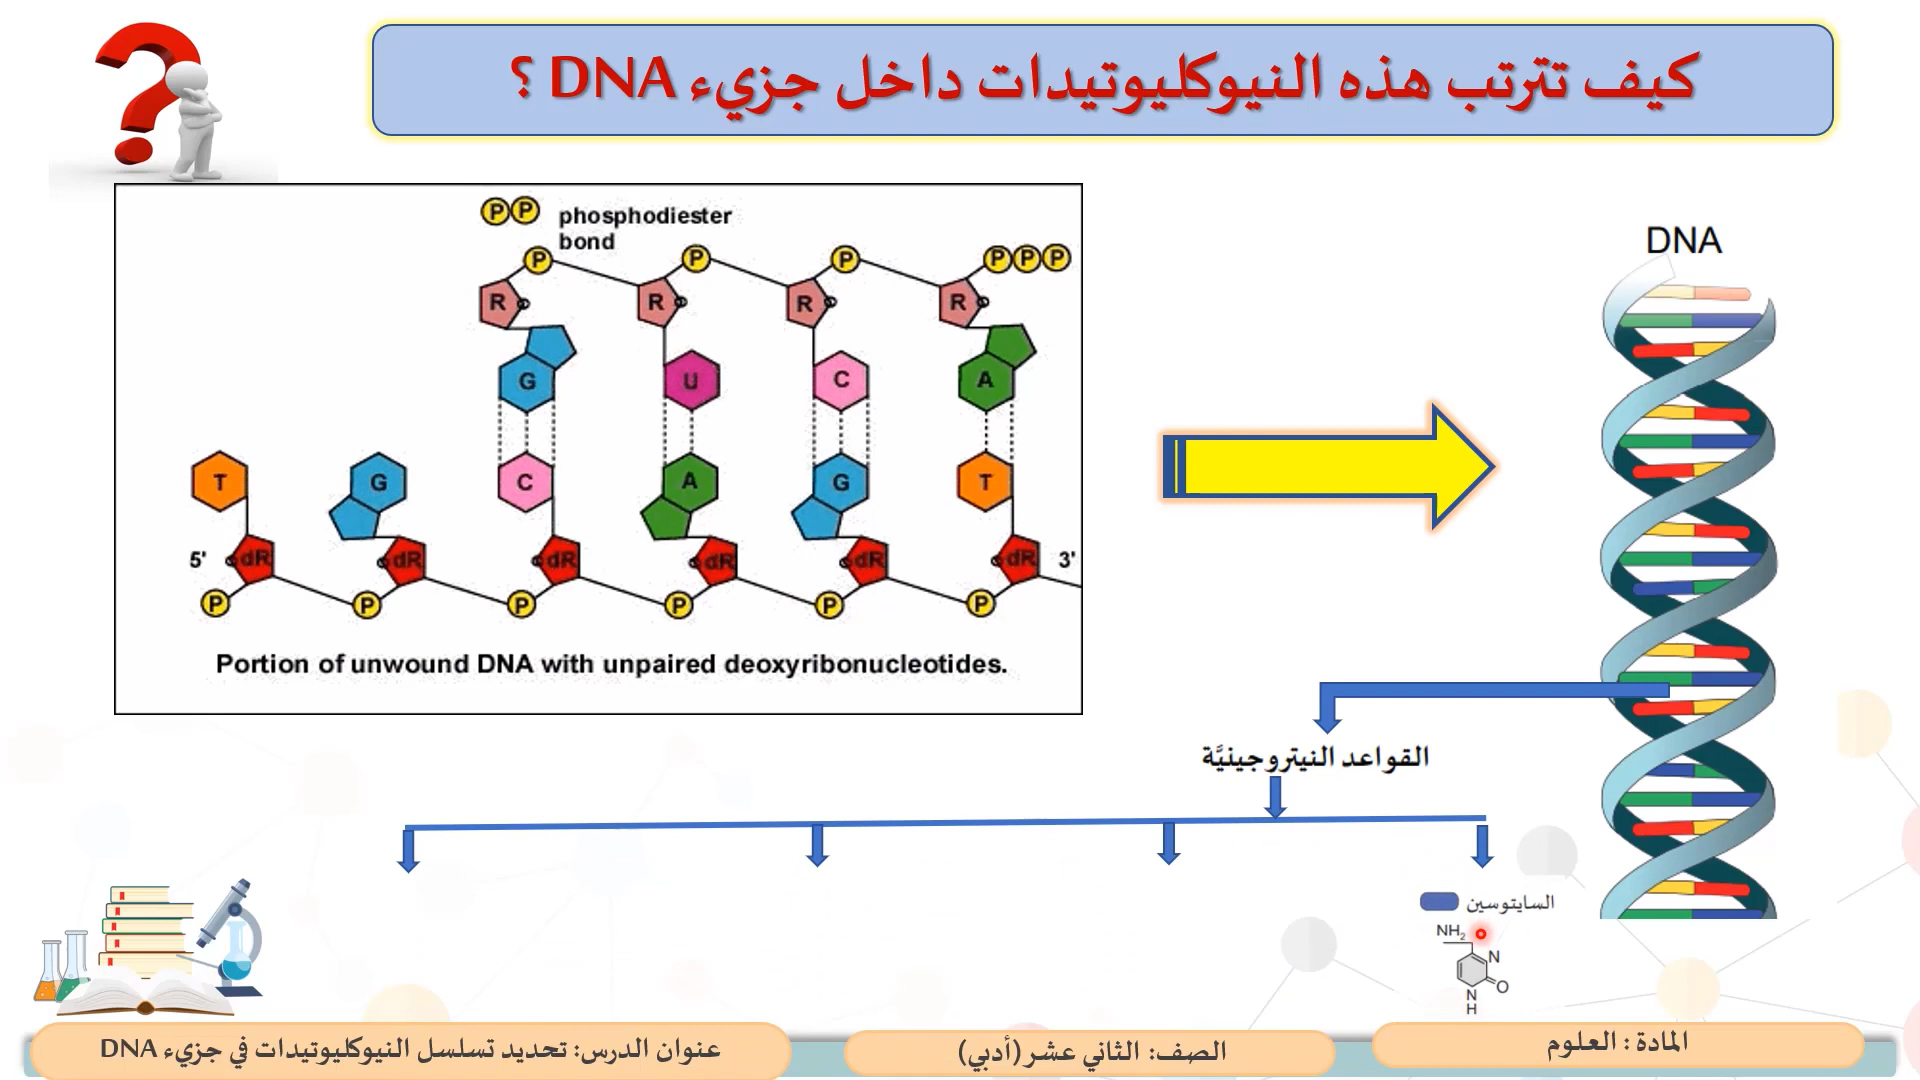 كيف تترتب هذه النيوكليوتيدات داخل جزيء DNA ؟
P P phosphodiester
bond
P P P P P P
R R R R
G U C A
T G C A G T
5' dR dR dR dR dR dR 3'
P P P P P P
Portion of unwound DNA with unpaired deoxyribonucleotides.
DNA
القواعد النيتروجينيَّة
السايتوسين
NH2
N
O
N
H
المادة : العلوم
الصف: الثاني عشر (أدبي)
عنوان الدرس: تحديد تسلسل النيوكليوتيدات في جزيء DNA